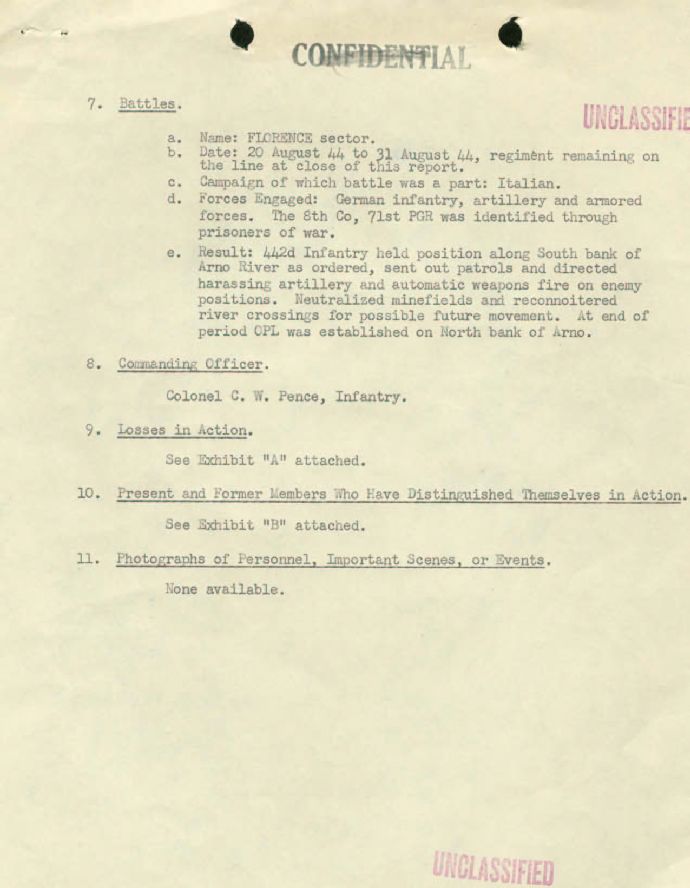 CONFIDENTIAL
7. Battles.
UNCLASSIFIE
a. Name: FLORENCE sector.
b. Date: 20 August 44 to 31 August 44, regiment remaining on
the line at close of this report.
c. Campaign of which battle was a part: Italian.
d. Forces Engaged: German infantry, artillery and armored
forces. The 8th Co, 71st PGR was identified through
prisoners of war.
e. Result: 442d Infantry held position along South bank of
Arno River as ordered, sent out patrols and directed
harassing artillery and automatic weapons fire on enemy
positions. Neutralized minefields and reconnoitered
river crossings for possible future movement. At end of
period OPL was established on North bank of Arno.
8. Commanding Officer.
Colonel C. W. Pence, Infantry.
9. Losses in Action.
See Exhibit "A" attached.
10. Present and Former Members Who Have Distinguished Themselves in Action.
See Exhibit "B" attached.
11. Photographs of Personnel, Important Scenes, or Events.
None available.
UNCLASSIFIED